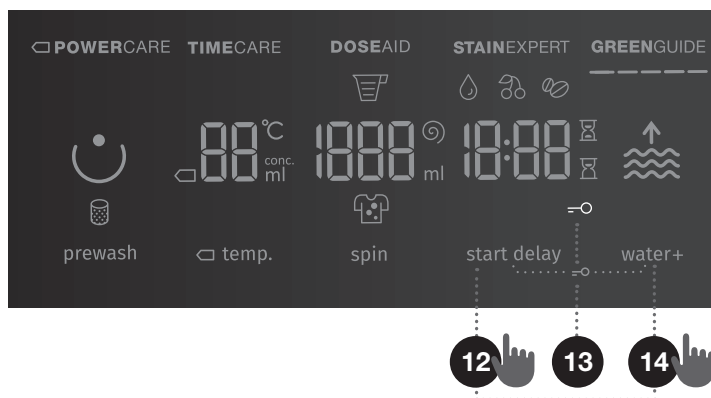 POWERCARE TIMECARE DOSEAID STAINEXPERT GREENGUIDE
88 °C conc. ml 1888 ml 18:88
prewash temp. spin start delay water+
12 13 14